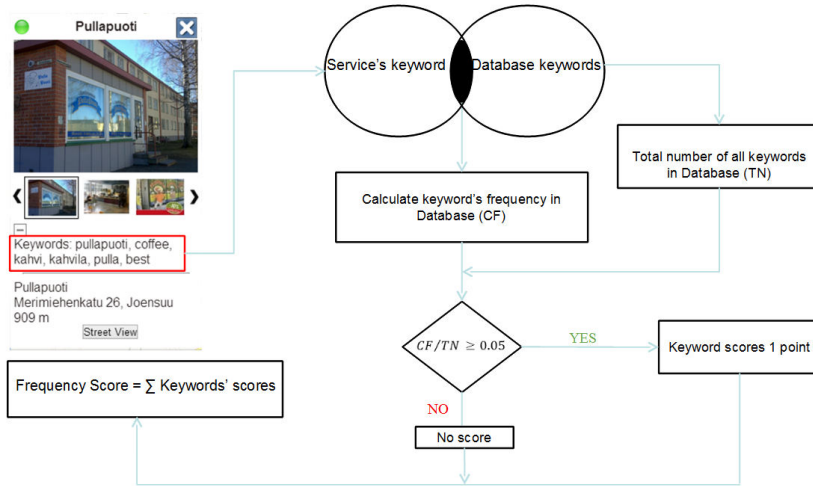 Pullapuoti
Keywords: pullapuoti, coffee,
kahvi, kahvila, pulla, best
Pullapuoti
Merimiehenkatu 26, Joensuu
909 m
Street View
Service's keyword
Database keywords
Total number of all keywords
in Database (TN)
Calculate keyword's frequency in
Database (CF)
CF/TN ≥ 0.05
YES
Keyword scores 1 point
NO
No score
Frequency Score = ∑ Keywords' scores